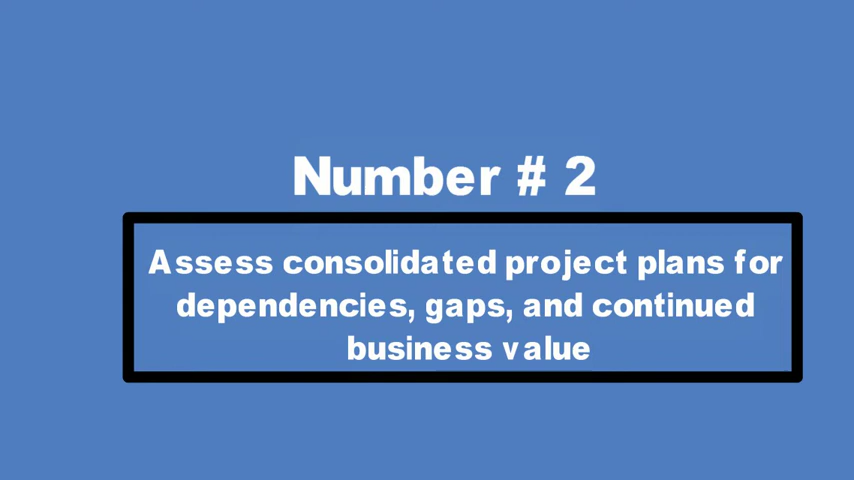 Number # 2
Assess consolidated project plans for
dependencies, gaps, and continued
business value